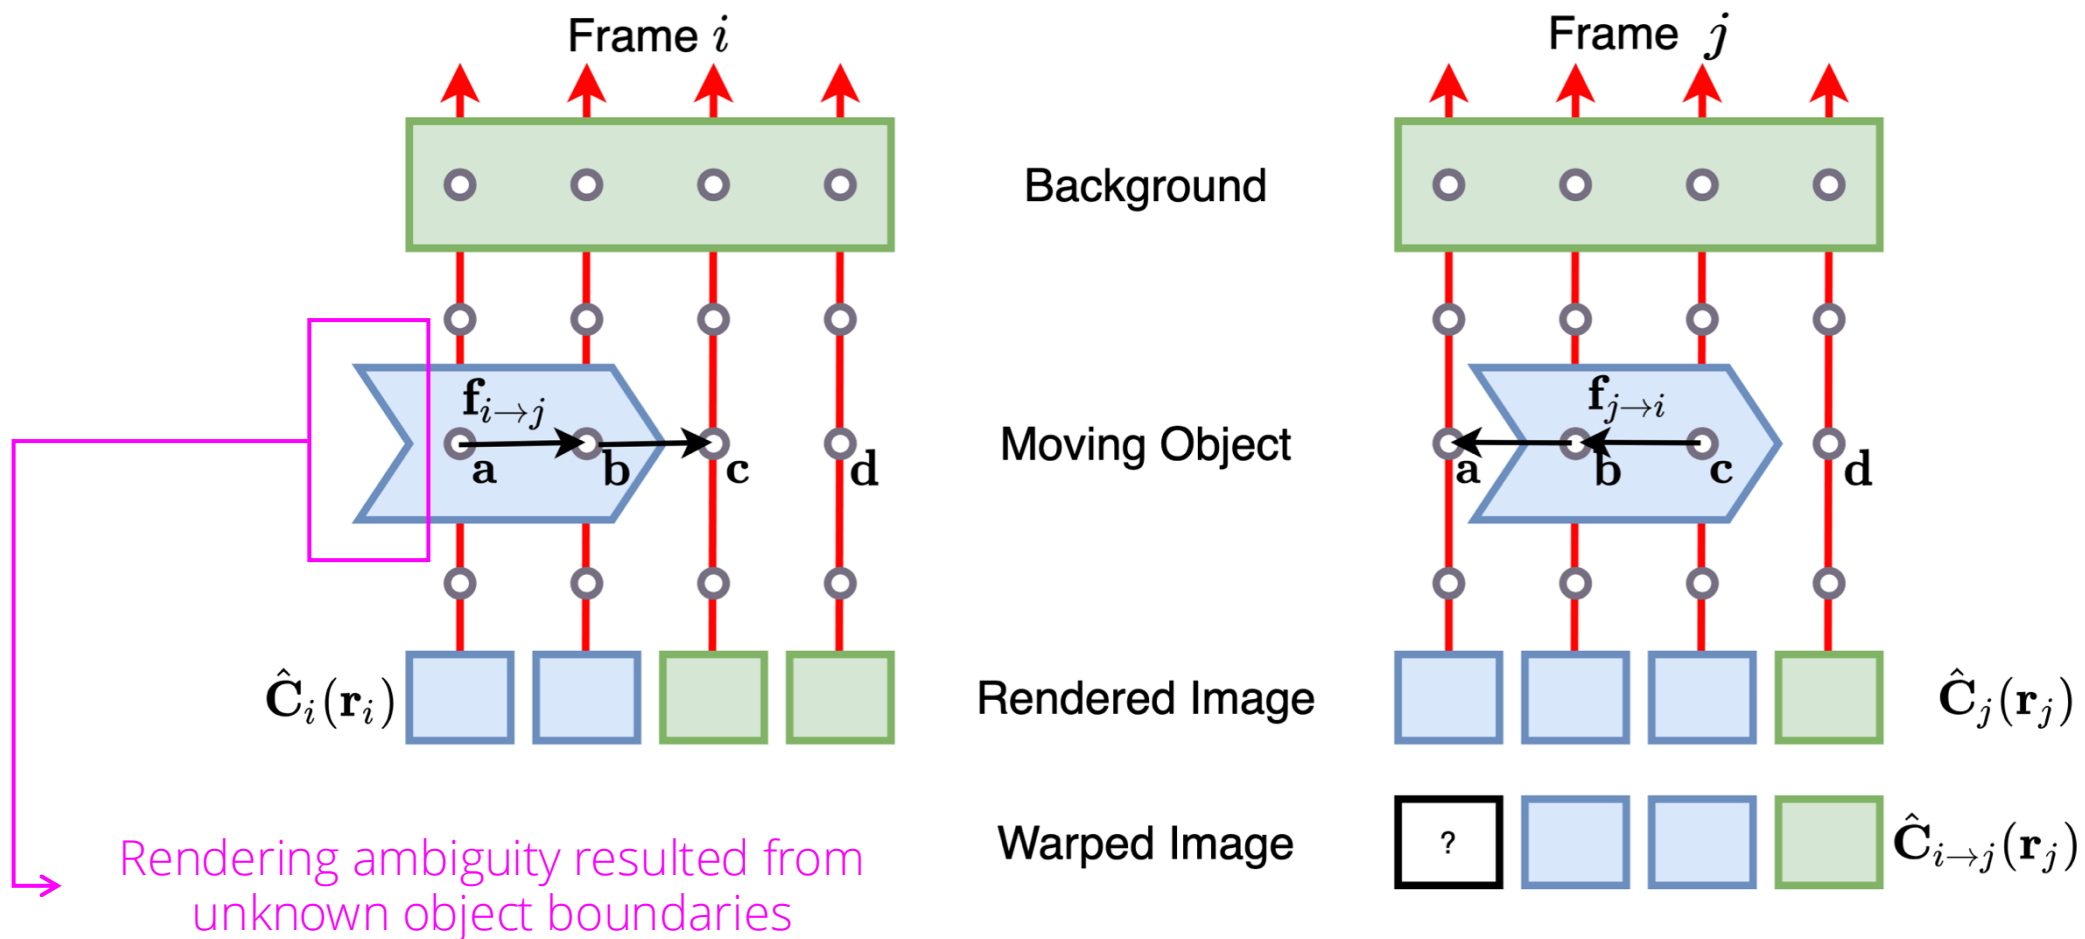 Frame i
Frame j
Background
f_{i→j}
a b c d
Moving Object
f_{j→i}
a b c d
Ĉ_i(r_i)
Rendered Image
Ĉ_j(r_j)
Warped Image
?
Ĉ_{i→j}(r_j)
Rendering ambiguity resulted from
unknown object boundaries